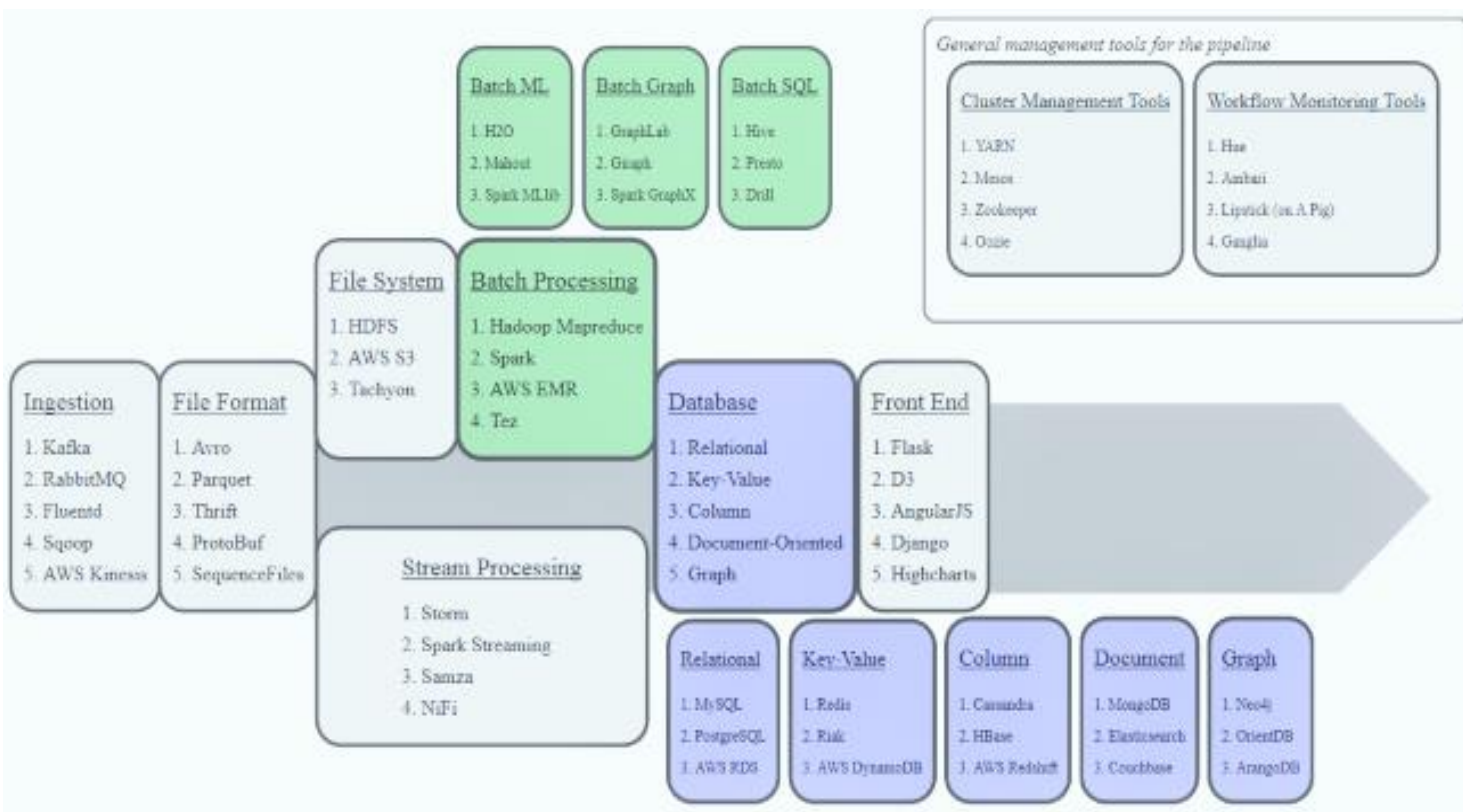 General management tools for the pipeline
Batch ML
1. H2O
2. Mahout
3. Spark MLlib
Batch Graph
1. GraphLab
2. Giraph
3. Spark GraphX
Batch SQL
1. Hive
2. Presto
3. Drill
Cluster Management Tools
1. YARN
2. Mesos
3. Zookeeper
4. Oozie
Workflow Monitoring Tools
1. Hue
2. Ambari
3. Lipstick (on A Pig)
4. Ganglia
File System
1. HDFS
2. AWS S3
3. Tachyon
Batch Processing
1. Hadoop Mapreduce
2. Spark
3. AWS EMR
4. Tez
Ingestion
1. Kafka
2. RabbitMQ
3. Fluentd
4. Sqoop
5. AWS Kinesis
File Format
1. Avro
2. Parquet
3. Thrift
4. ProtoBuf
5. SequenceFiles
Stream Processing
1. Storm
2. Spark Streaming
3. Samza
4. NiFi
Database
1. Relational
2. Key-Value
3. Column
4. Document-Oriented
5. Graph
Front End
1. Flask
2. D3
3. AngularJS
4. Django
5. Highcharts
Relational
1. MySQL
2. PostgreSQL
3. AWS RDS
Key-Value
1. Redis
2. Riak
3. AWS DynamoDB
Column
1. Cassandra
2. HBase
3. AWS Redshift
Document
1. MongoDB
2. Elasticsearch
3. Couchbase
Graph
1. Neo4j
2. OrientDB
3. ArangoDB